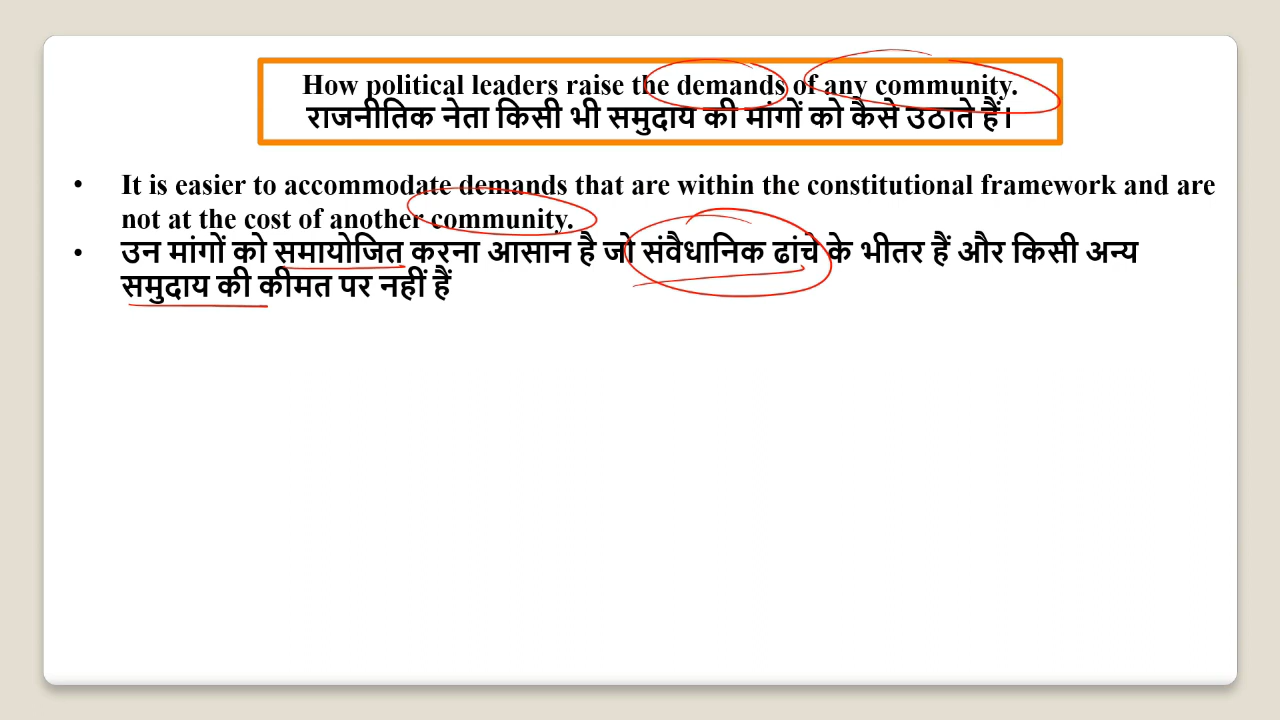 How political leaders raise the demands of any community.
राजनीतिक नेता किसी भी समुदाय की मांगों को कैसे उठाते हैं।
• It is easier to accommodate demands that are within the constitutional framework and are
not at the cost of another community.
• उन मांगों को समायोजित करना आसान है जो संवैधानिक ढांचे के भीतर हैं और किसी अन्य
समुदाय की कीमत पर नहीं हैं